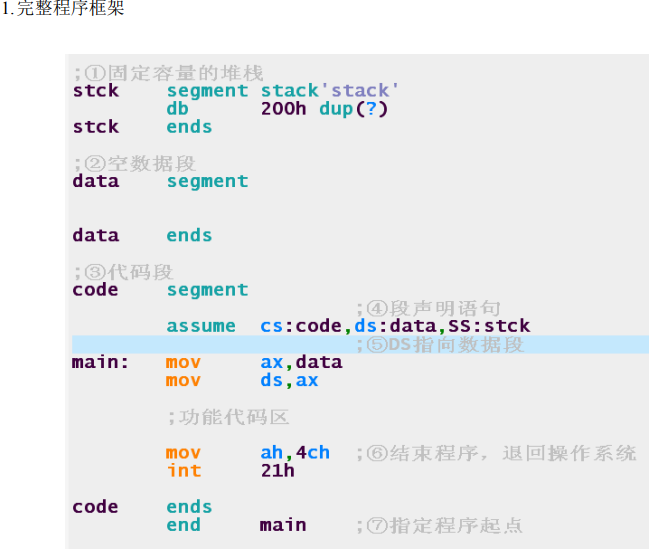 1.完整程序框架
;①固定容量的堆栈
stck segment stack'stack'
db 200h dup(?)
stck ends
;②空数据段
data segment
data ends
;③代码段
code segment
;④段声明语句
assume cs:code,ds:data,SS:stck
;⑤DS指向数据段
main: mov ax,data
mov ds,ax
;功能代码区
mov ah,4ch ;⑥结束程序，退回操作系统
int 21h
code ends
end main ;⑦指定程序起点